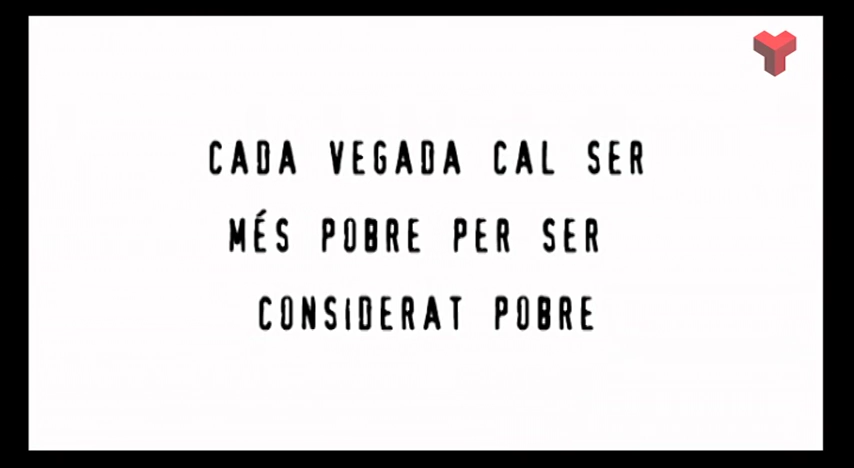 CADA VEGADA CAL SER
MÉS POBRE PER SER
CONSIDERAT POBRE